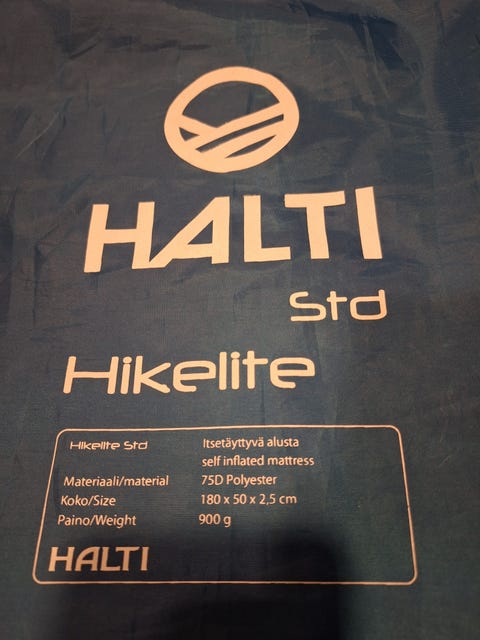 HALTI
Std
Hikelite
Hikelite Std Itsetäyttyvä alusta
self inflated mattress
Materiaali/material 75D Polyester
Koko/Size 180 x 50 x 2,5 cm
Paino/Weight 900 g
HALTI